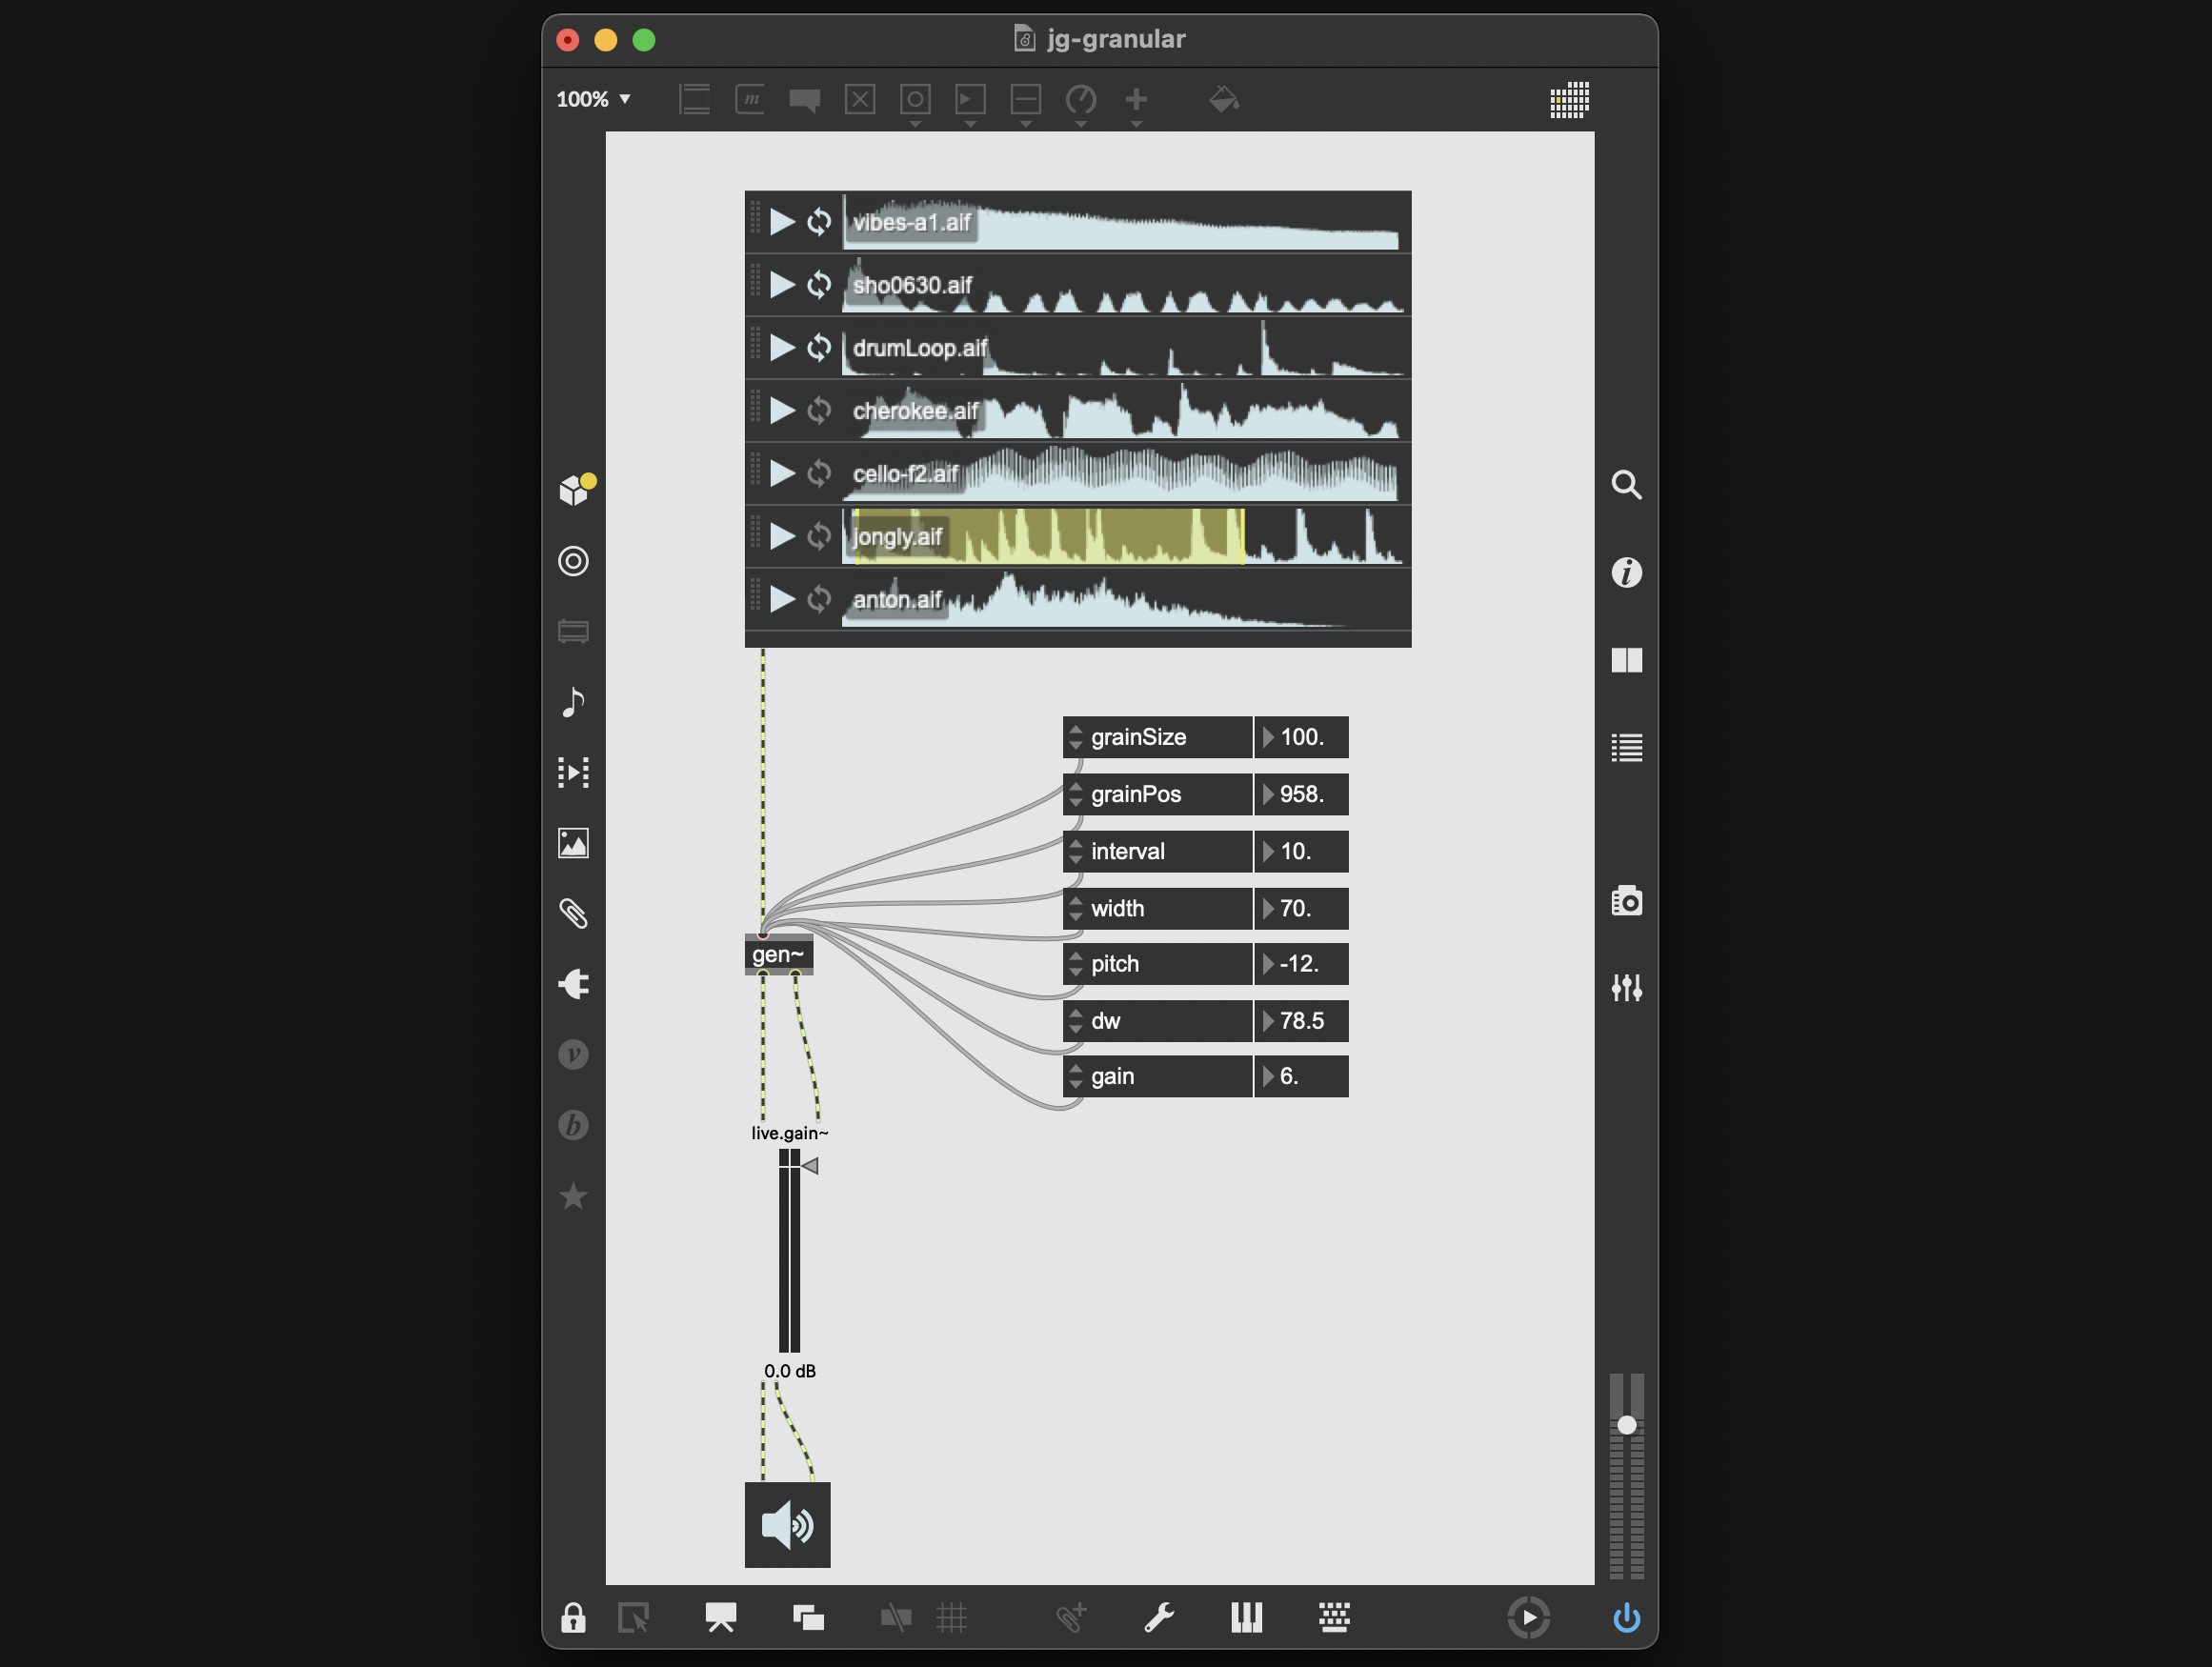 jg-granular
100%
m
vibes-a1.aif
sho0630.aif
drumLoop.aif
cherokee.aif
cello-f2.aif
jongly.aif
anton.aif
grainSize 100.
grainPos 958.
interval 10.
width 70.
gen~
pitch -12.
dw 78.5
gain 6.
live.gain~
0.0 dB
i
v
b